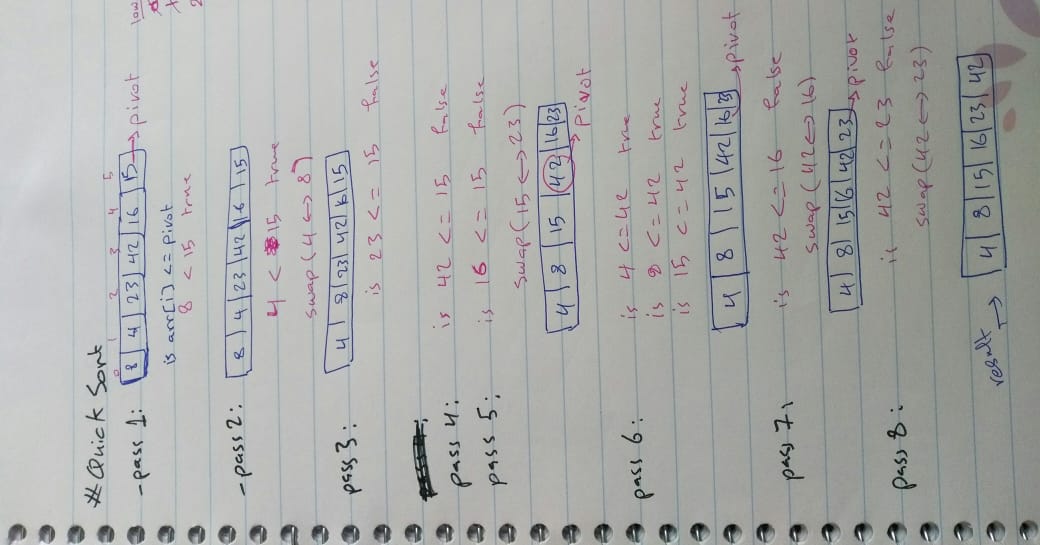 # Quick Sort
low
0 1 2 3 4 5
- pass 1: 8 | 4 | 23 | 42 | 16 | 15 → pivot
is arr[i] <= pivot
8 < 15 true
- pass 2: 8 | 4 | 23 | 42 | 16 | 15
4 < 15 true
swap (4 ↔ 8)
pass 3: 4 | 8 | 23 | 42 | 16 | 15
is 23 <= 15 false
pass 4: is 42 <= 15 false
pass 5: is 16 <= 15 false
swap (15 ↔ 23)
4 | 8 | 15 | 42 | 16 | 23
→ pivot
pass 6: is 4 <= 42 true
is 8 <= 42 true
is 15 <= 42 true
4 | 8 | 15 | 42 | 16 | 23 → pivot
pass 7: is 42 <= 16 false
swap (42 ↔ 16)
4 | 8 | 15 | 16 | 42 | 23 → pivot
pass 8: is 42 <= 23 false
swap (42 ↔ 23)
result → 4 | 8 | 15 | 16 | 23 | 42